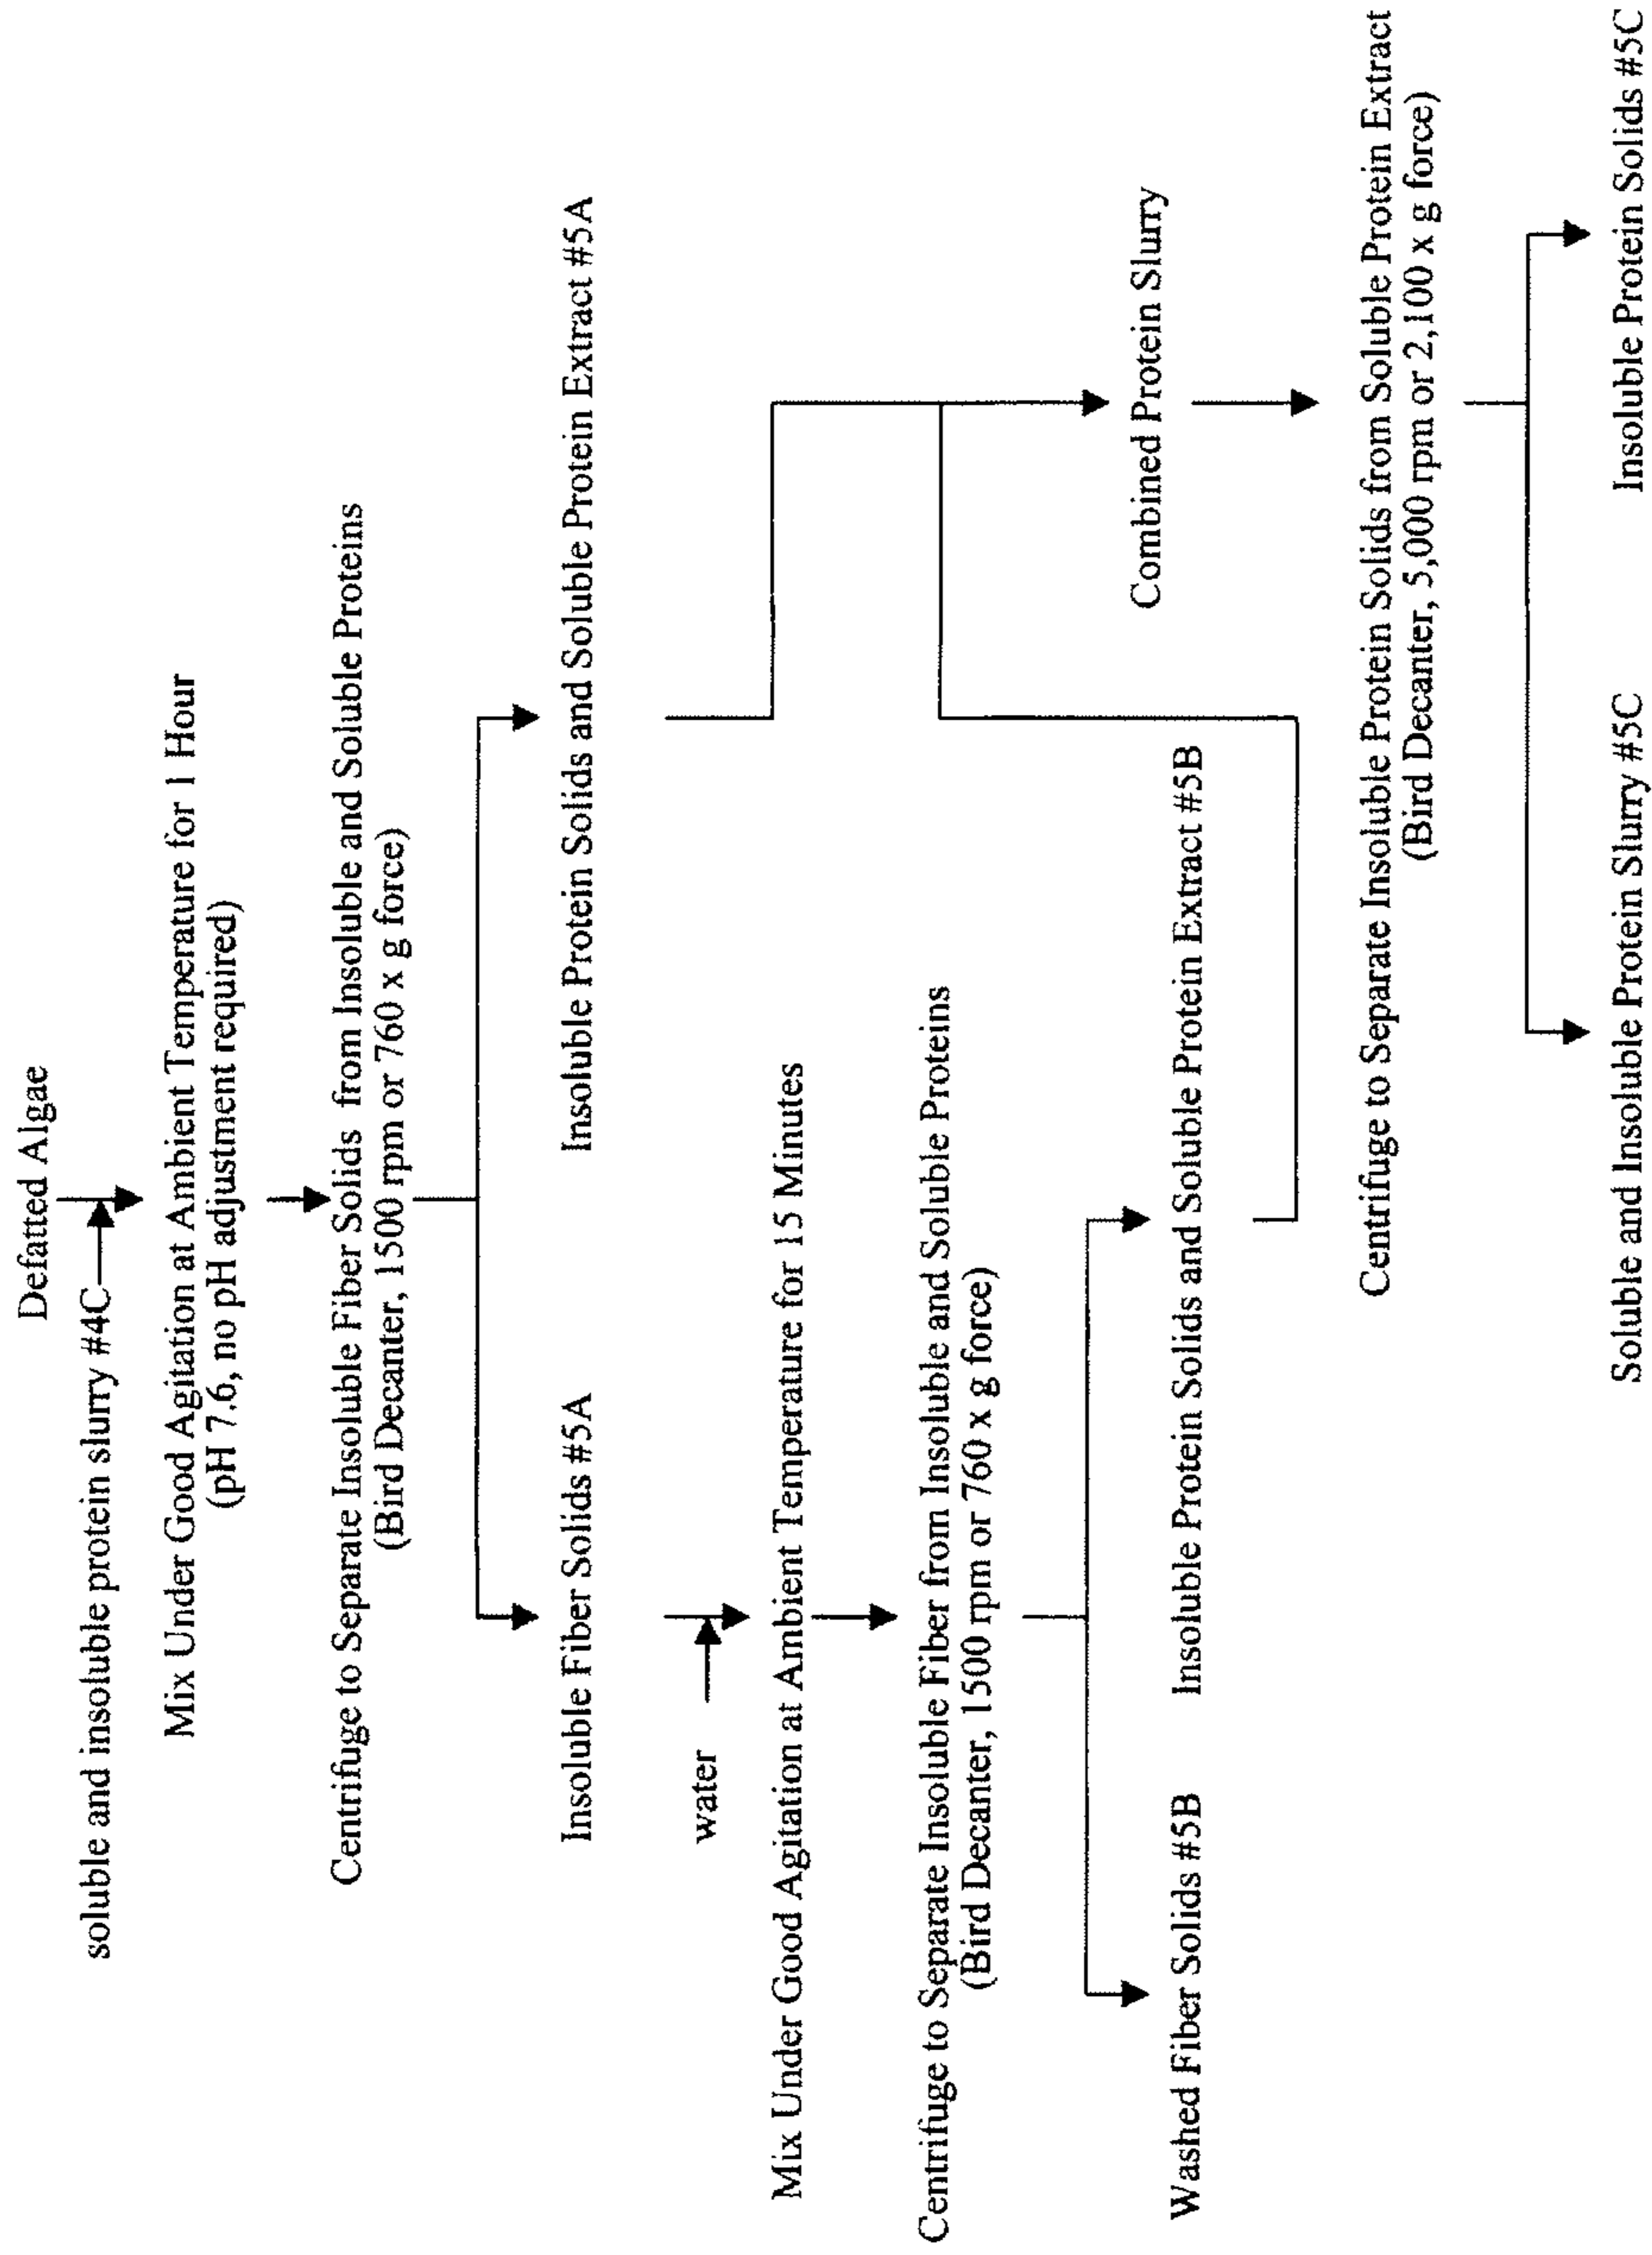 Defatted Algae
soluble and insoluble protein slurry #4C
Mix Under Good Agitation at Ambient Temperature for 1 Hour
(pH 7.6, no pH adjustment required)
Centrifuge to Separate Insoluble Fiber Solids from Insoluble and Soluble Proteins
(Bird Decanter, 1500 rpm or 760 x g force)
Insoluble Fiber Solids #5A
Insoluble Protein Solids and Soluble Protein Extract #5A
water
Mix Under Good Agitation at Ambient Temperature for 15 Minutes
Centrifuge to Separate Insoluble Fiber from Insoluble and Soluble Proteins
(Bird Decanter, 1500 rpm or 760 x g force)
Washed Fiber Solids #5B
Insoluble Protein Solids and Soluble Protein Extract #5B
Combined Protein Slurry
Centrifuge to Separate Insoluble Protein Solids from Soluble Protein Extract
(Bird Decanter, 5,000 rpm or 2,100 x g force)
Soluble and Insoluble Protein Slurry #5C
Insoluble Protein Solids #5C